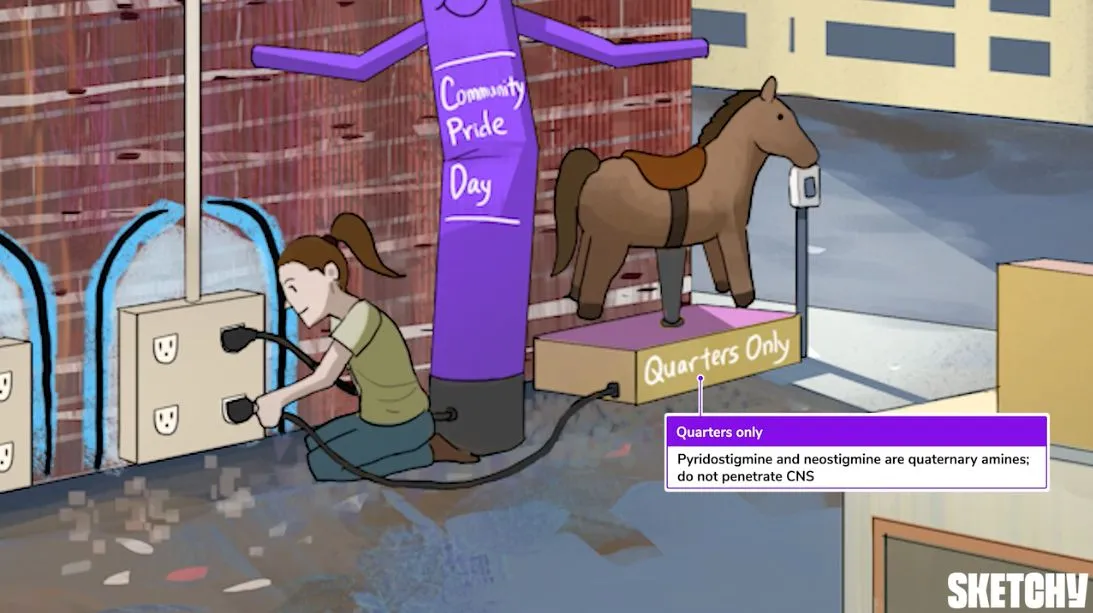 Community
Pride
Day
Quarters Only
Quarters only
Pyridostigmine and neostigmine are quaternary amines;
do not penetrate CNS
SKETCHY